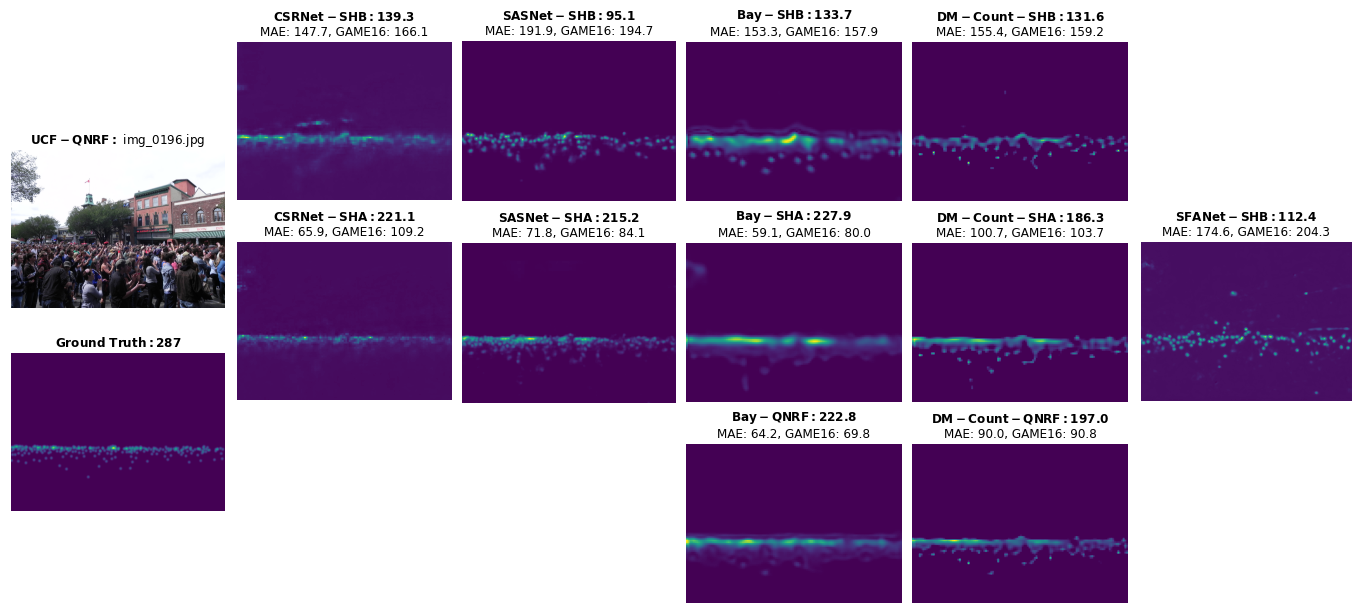 UCF-QNRF: img_0196.jpg
Ground Truth: 287
CSRNet-SHB: 139.3
MAE: 147.7, GAME16: 166.1
SASNet-SHB: 95.1
MAE: 191.9, GAME16: 194.7
Bay-SHB: 133.7
MAE: 153.3, GAME16: 157.9
DM-Count-SHB: 131.6
MAE: 155.4, GAME16: 159.2
CSRNet-SHA: 221.1
MAE: 65.9, GAME16: 109.2
SASNet-SHA: 215.2
MAE: 71.8, GAME16: 84.1
Bay-SHA: 227.9
MAE: 59.1, GAME16: 80.0
DM-Count-SHA: 186.3
MAE: 100.7, GAME16: 103.7
SFANet-SHB: 112.4
MAE: 174.6, GAME16: 204.3
Bay-QNRF: 222.8
MAE: 64.2, GAME16: 69.8
DM-Count-QNRF: 197.0
MAE: 90.0, GAME16: 90.8